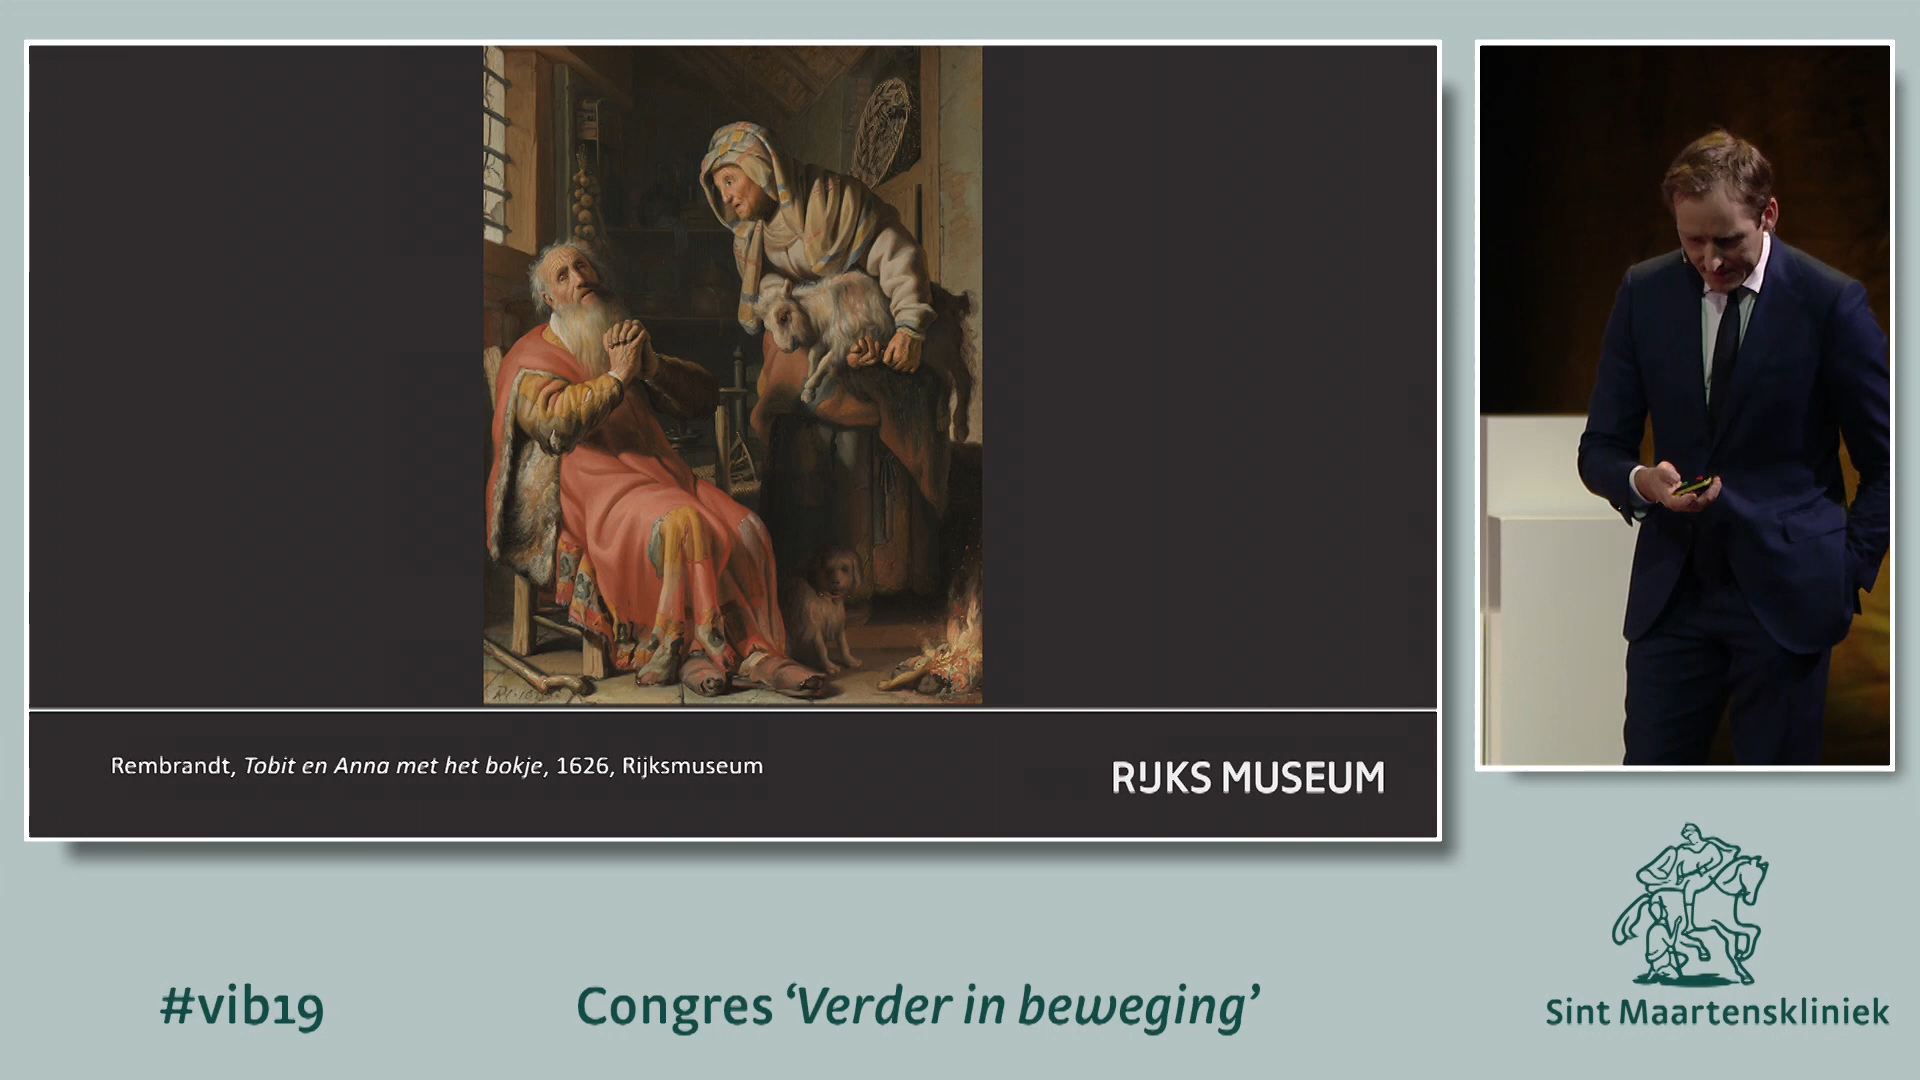 Rembrandt, Tobit en Anna met het bokje, 1626, Rijksmuseum
RIJKS MUSEUM
#vib19
Congres ‘Verder in beweging’
Sint Maartenskliniek